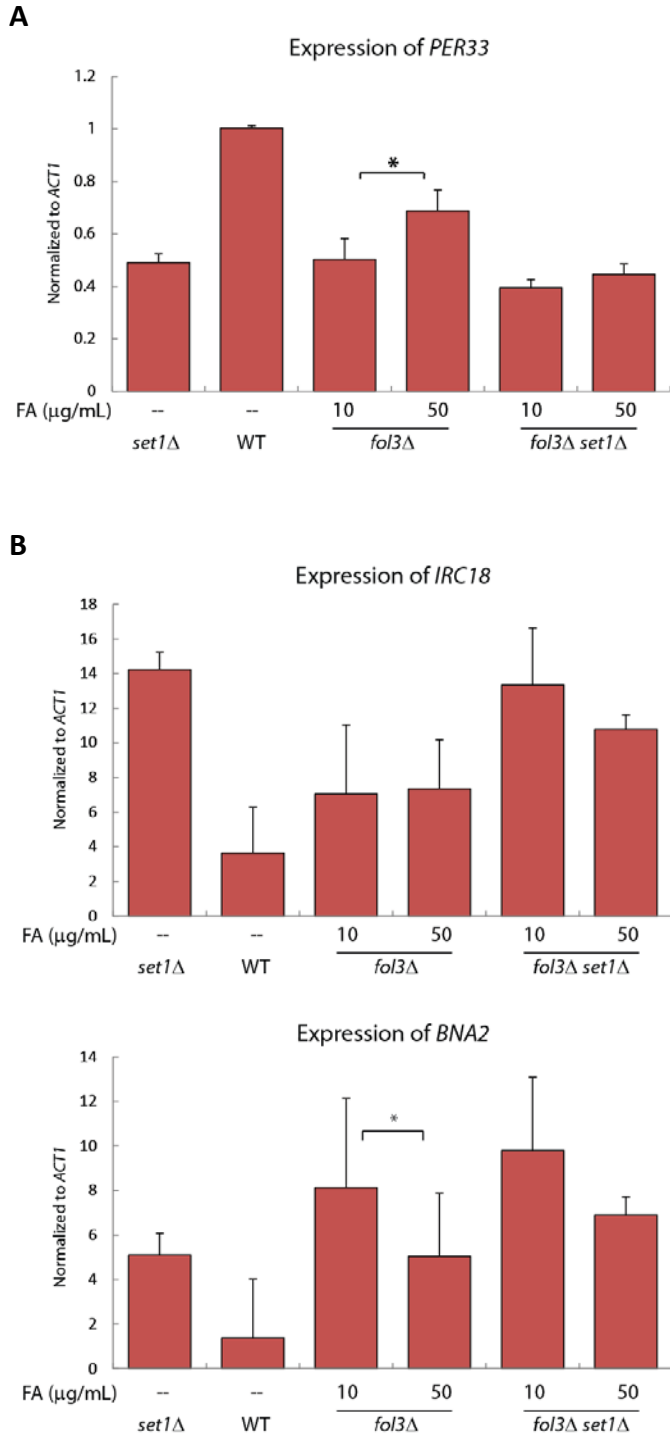 A
Expression of PER33
Normalized to ACT1
1.2
1
0.8
0.6
0.4
0.2
0
*
FA (μg/mL) -- -- 10 50 10 50
set1Δ WT fol3Δ fol3Δ set1Δ
B
Expression of IRC18
Normalized to ACT1
18
16
14
12
10
8
6
4
2
0
FA (μg/mL) -- -- 10 50 10 50
set1Δ WT fol3Δ fol3Δ set1Δ
Expression of BNA2
Normalized to ACT1
14
12
10
8
6
4
2
0
*
FA (μg/mL) -- -- 10 50 10 50
set1Δ WT fol3Δ fol3Δ set1Δ